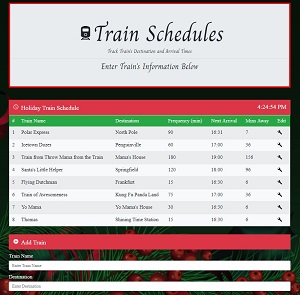 Train Schedules
Track Train's Destination and Arrival Times
Enter Train's Information Below
Holiday Train Schedule 4:24:54 PM
# Train Name Destination Frequency (min) Next Arrival Mins Away Edit
1 Polar Express North Pole 90 16:31 7
2 Icetown Dazes Penguinville 60 17:00 36
3 Train from Throw Mama from the Train Mama's House 180 19:00 156
4 Santa's Little Helper Springfield 120 18:00 96
5 Flying Dutchman Frankfort 15 16:30 6
6 Train of Awesomeness Kung Fu Panda Land 75 17:00 36
7 Yo Mama Yo Mama's House 30 16:30 6
8 Thomas Shining Time Station 15 16:30 6
Add Train
Train Name
Enter Train Name
Destination
Enter Destination